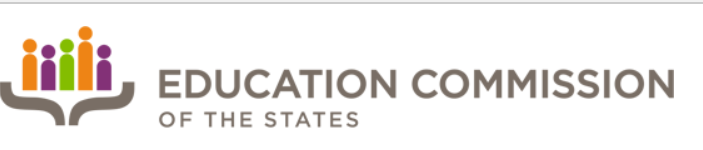 EDUCATION COMMISSION
OF THE STATES